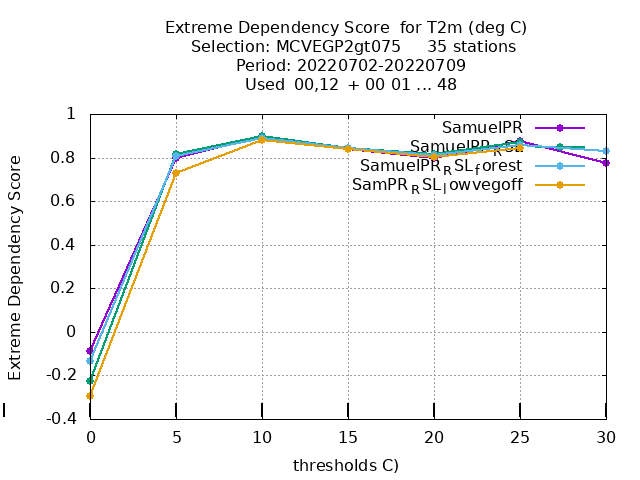 Extreme Dependency Score for T2m (deg C)
Selection: MCVEGP2gt075 35 stations
Period: 20220702-20220709
Used 00,12 + 00 01 ... 48
1
0.8
0.6
0.4
0.2
0
-0.2
-0.4
Extreme Dependency Score
SamuelPR
SamuelPR_RSL
SamuelPR_RSL_forest
SamPR_RSL_lowvegoff
0 5 10 15 20 25 30
thresholds C)